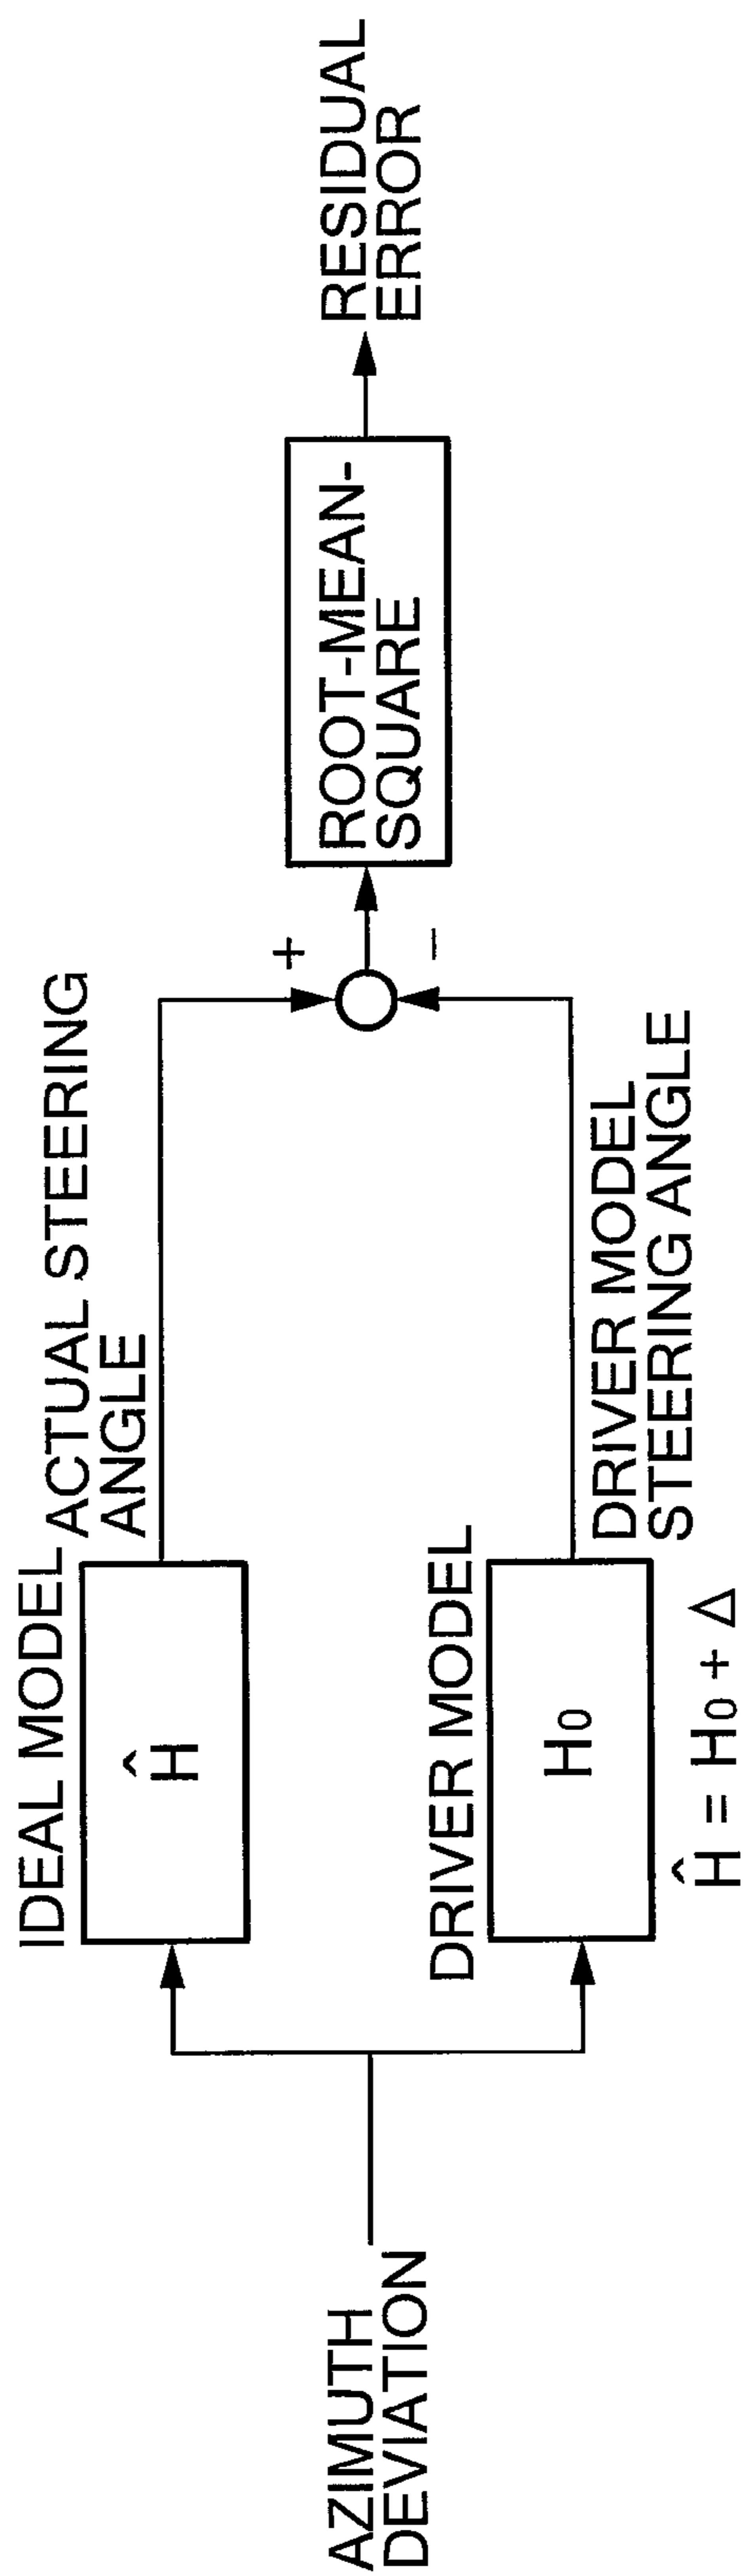 AZIMUTH
DEVIATION
IDEAL MODEL
Ĥ
ACTUAL STEERING
ANGLE
DRIVER MODEL
H0
Ĥ = H0 + Δ
DRIVER MODEL
STEERING ANGLE
+
−
ROOT-MEAN-
SQUARE
RESIDUAL
ERROR